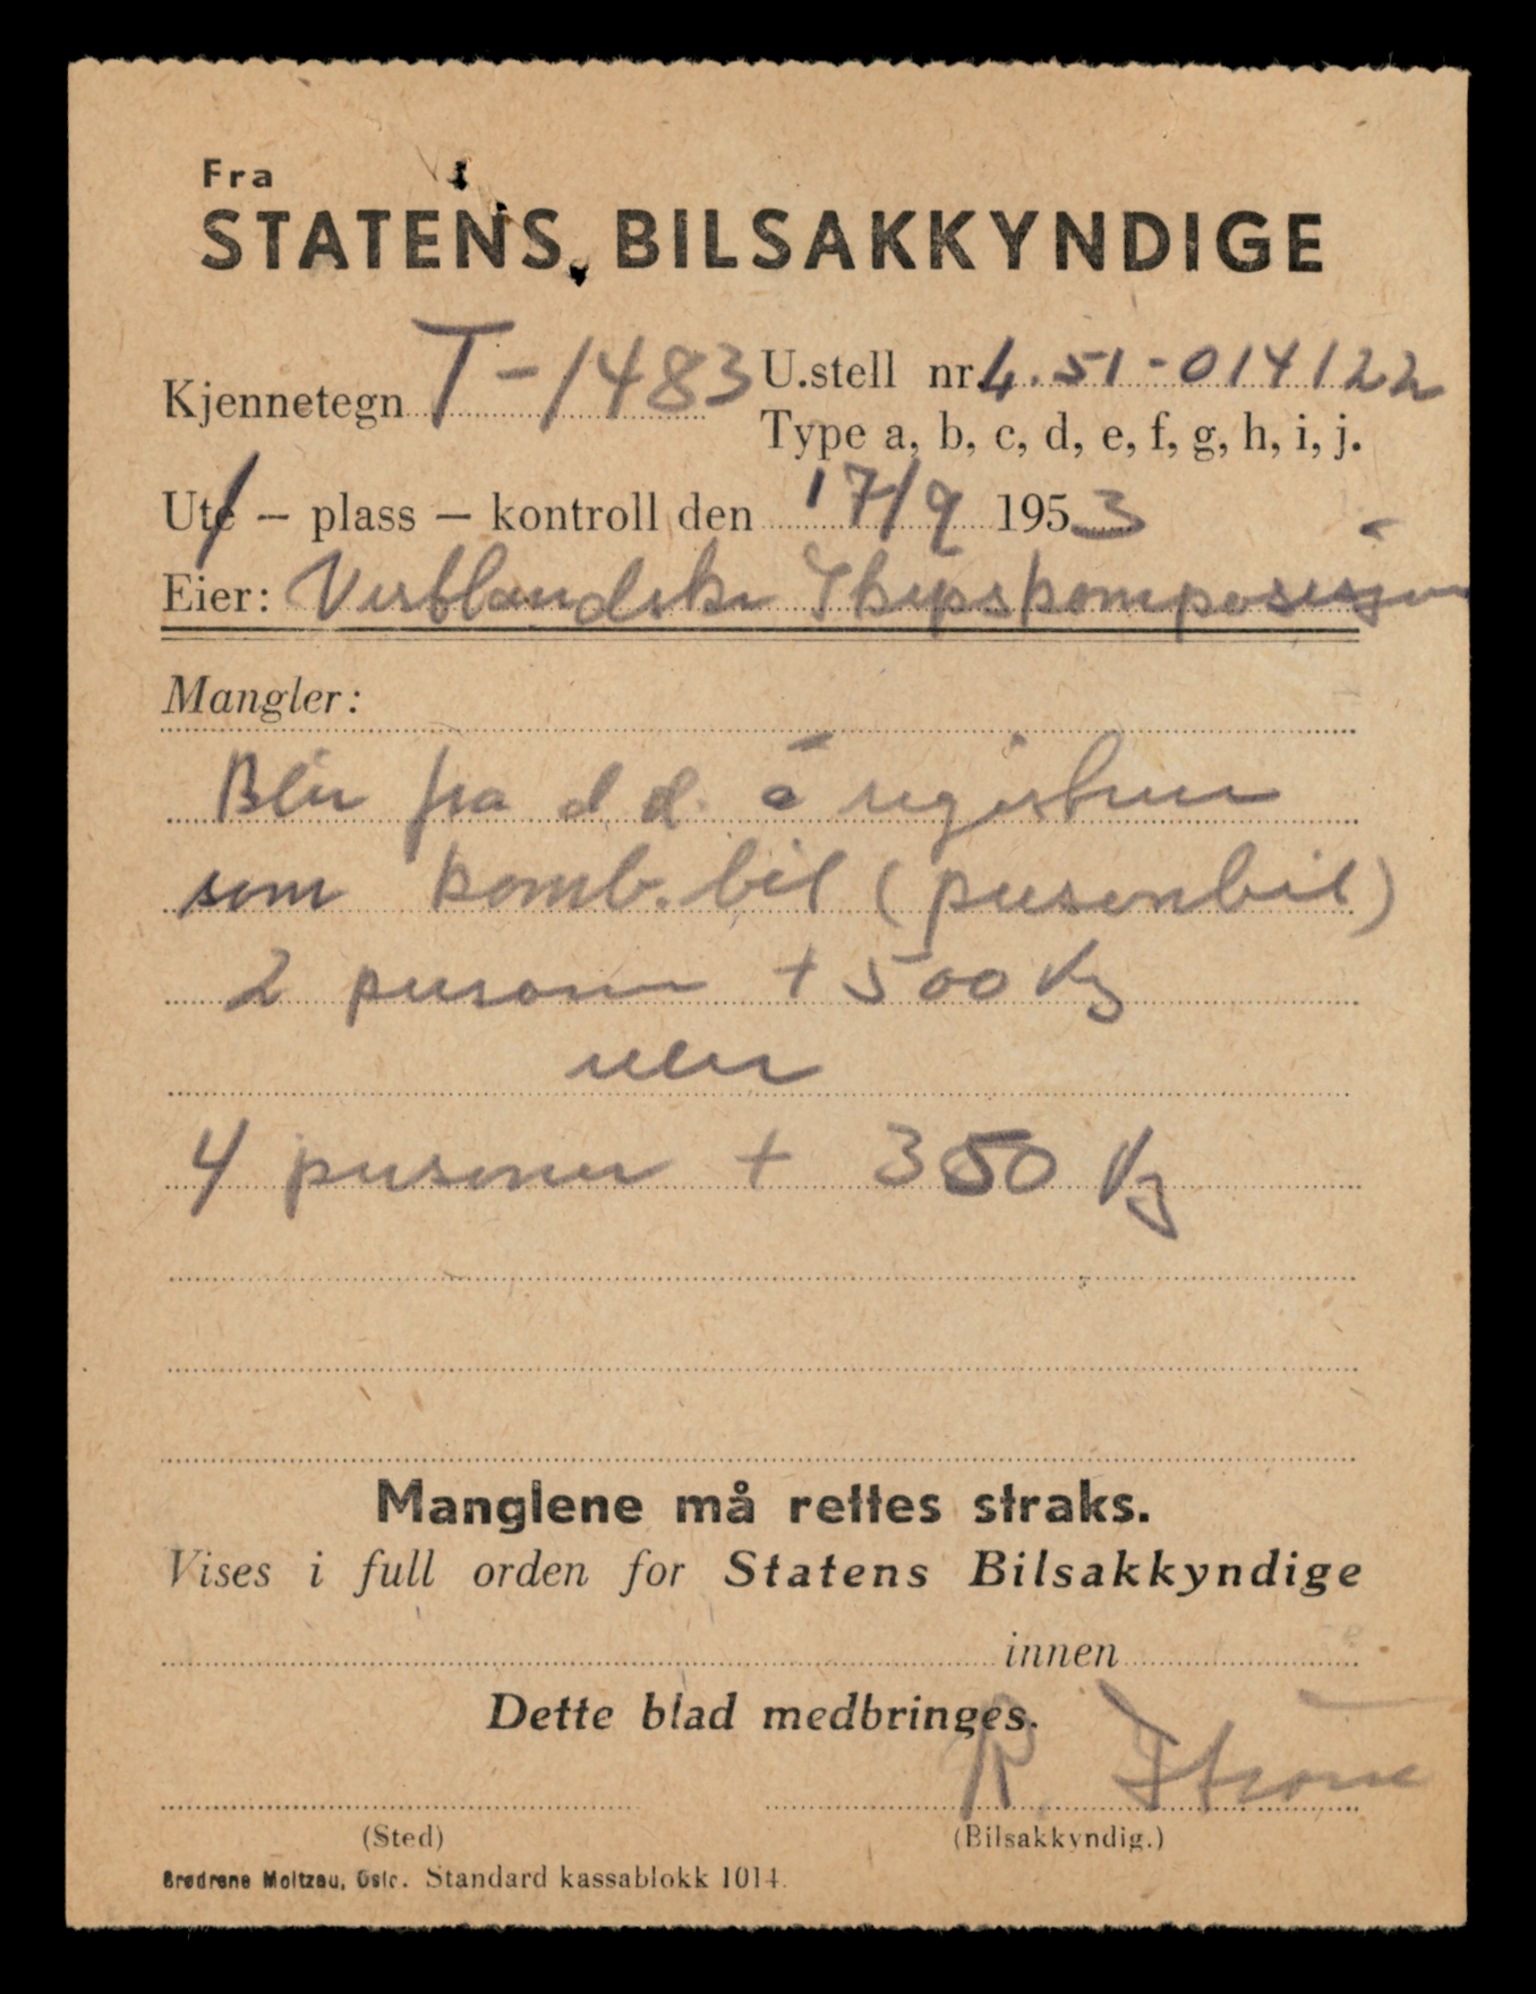 Fra
STATENS BILSAKKYNDIGE
Kjennetegn T-1483 U.stell nr. 4.51-014122
Type a, b, c, d, e, f, g, h, i, j.
Ute – plass – kontroll den 17/9 1953
Eier: Vestlandske Skipskomposisjon
Mangler:
Blir fra d.d. å registrere
som komb. bil (personbil)
2 personer + 500 kg
eller
4 personer + 350 kg
Manglene må rettes straks.
Vises i full orden for Statens Bilsakkyndige
innen
Dette blad medbringes.
R.
(Sted) (Bilsakkyndig.)
Brødrene Moltzau, Oslo. Standard kassablokk 1014.